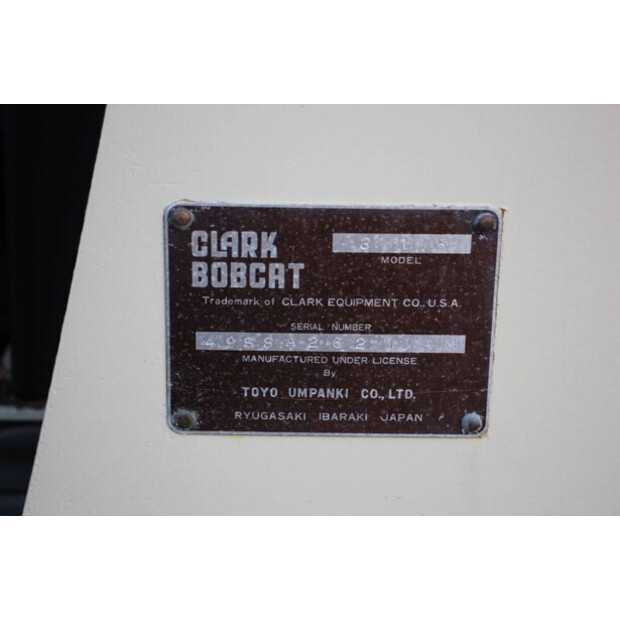 CLARK
BOBCAT
MODEL
Trademark of CLARK EQUIPMENT CO., U.S.A.
SERIAL NUMBER
MANUFACTURED UNDER LICENSE
By
TOYO UMPANKI CO., LTD.
RYUGASAKI IBARAKI JAPAN